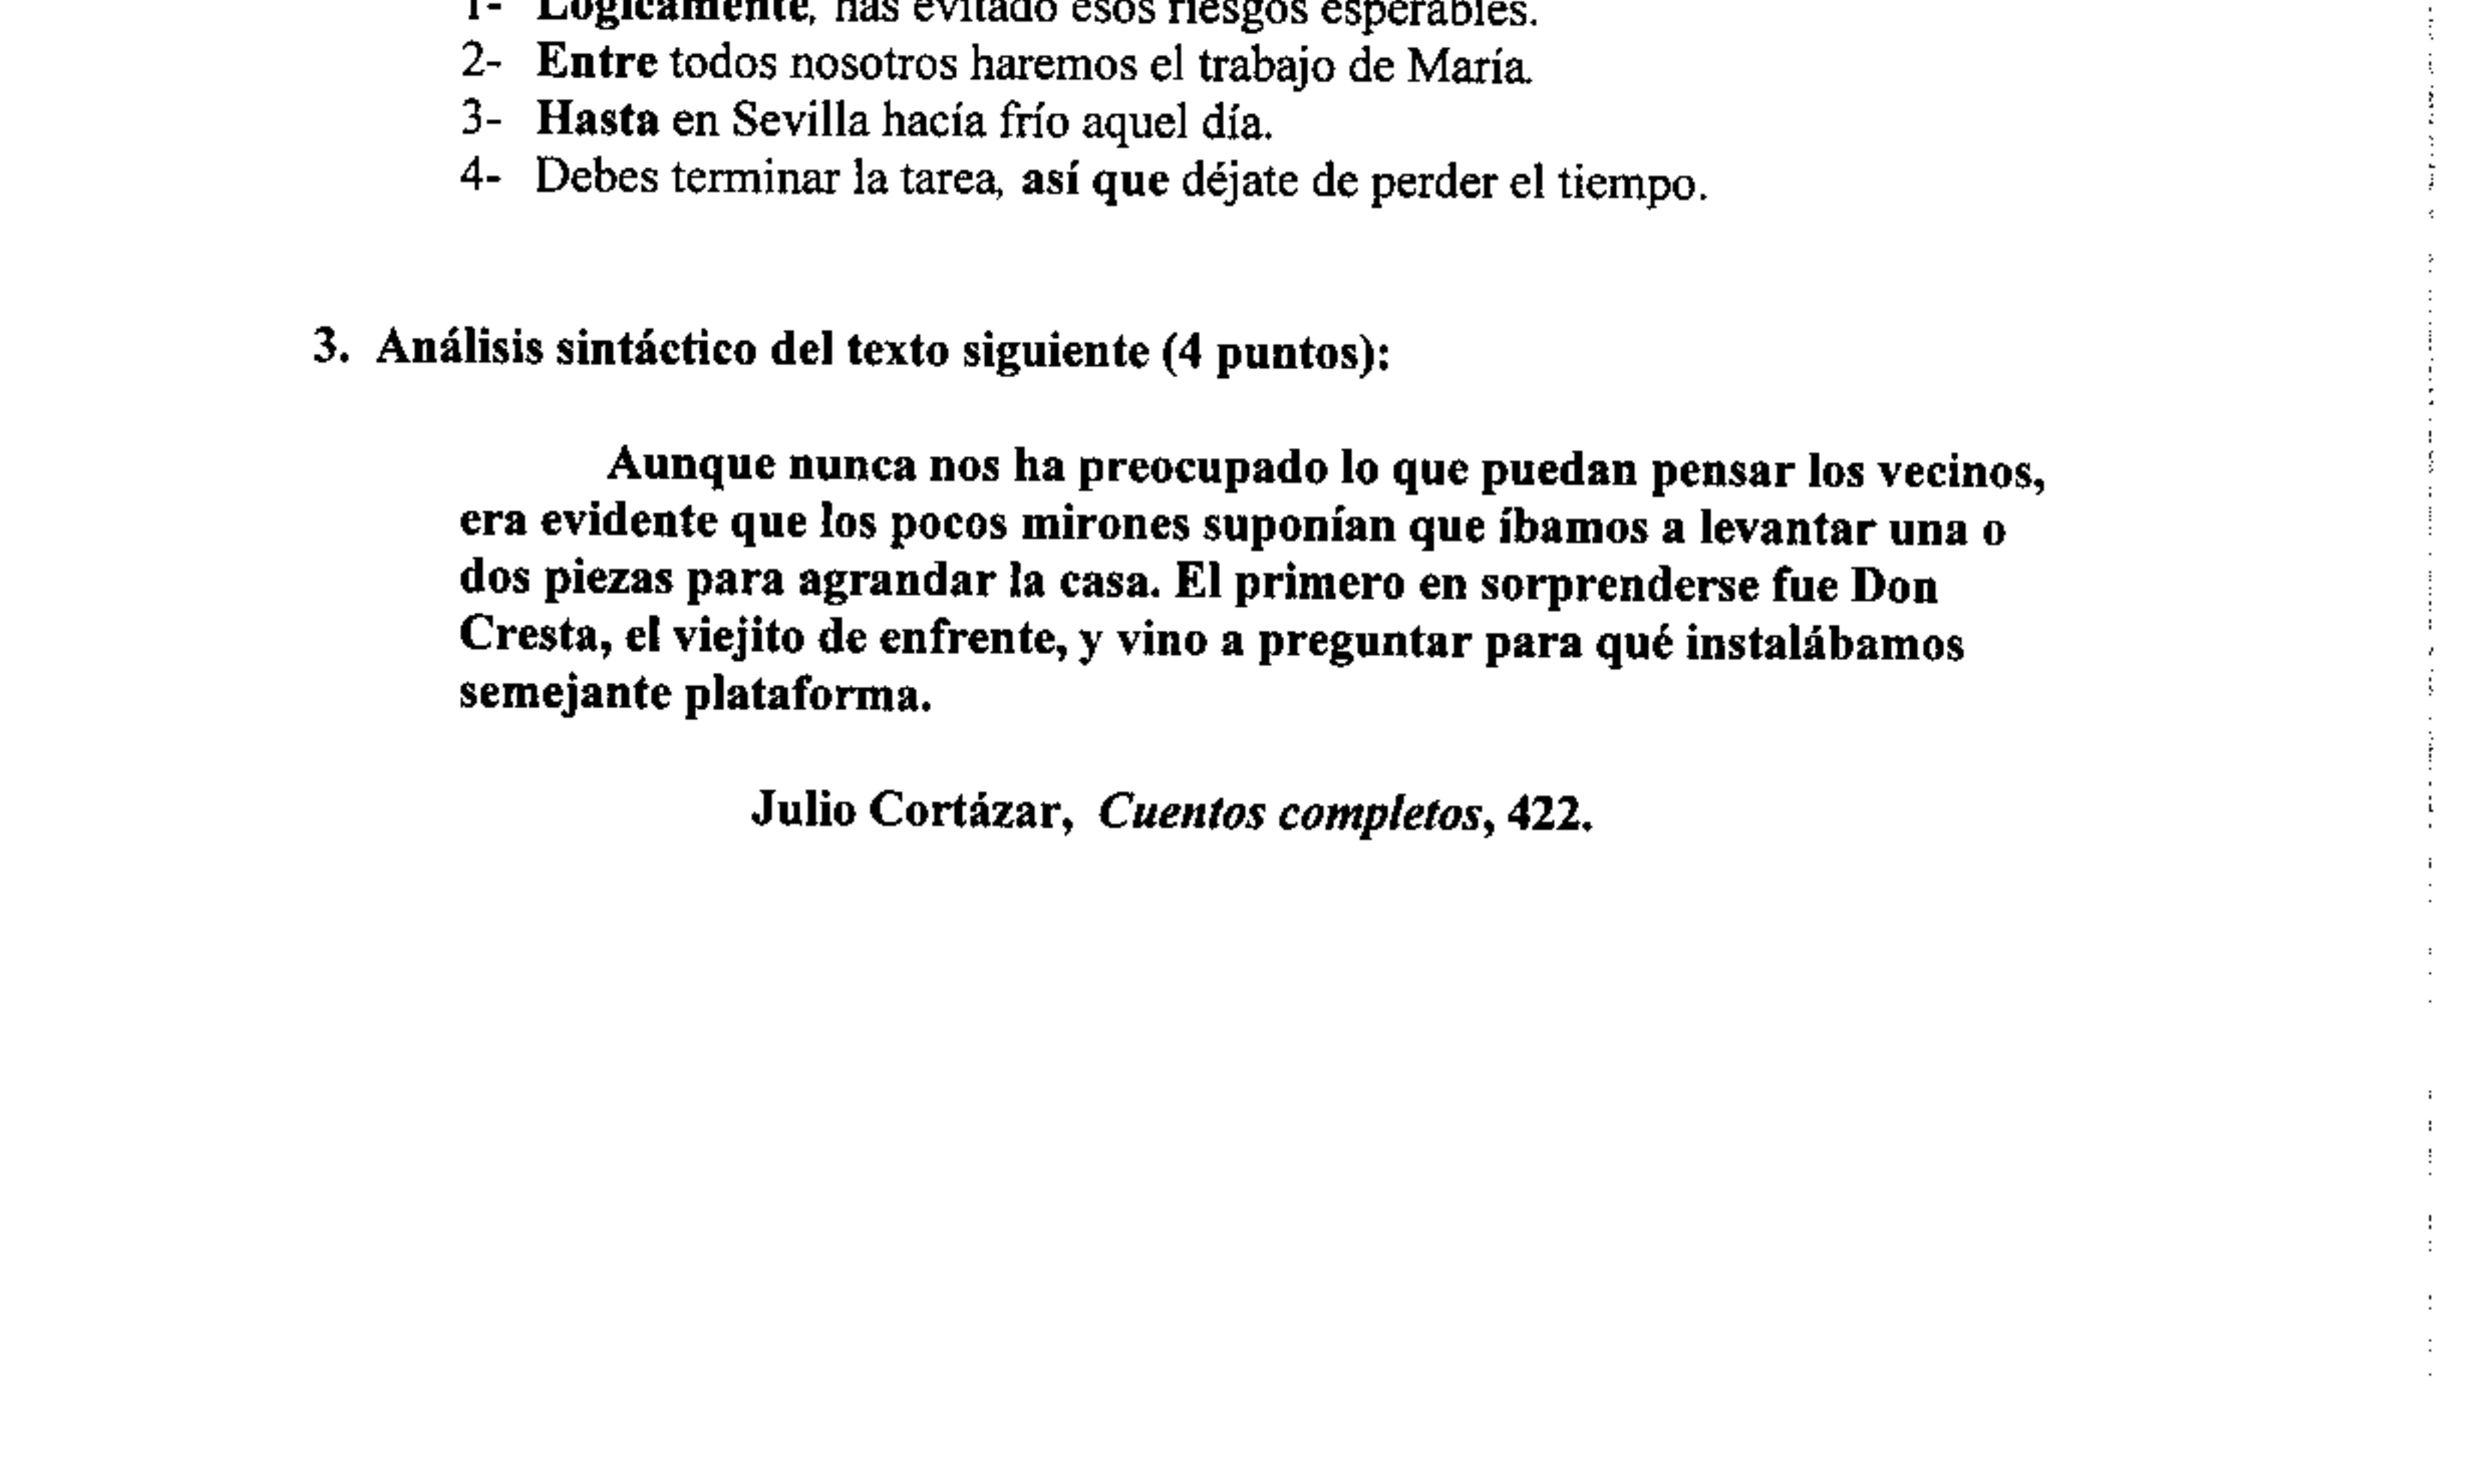 1- Lógicamente, has evitado esos riesgos esperables.
2- Entre todos nosotros haremos el trabajo de María.
3- Hasta en Sevilla hacía frío aquel día.
4- Debes terminar la tarea, así que déjate de perder el tiempo.
3. Análisis sintáctico del texto siguiente (4 puntos):
Aunque nunca nos ha preocupado lo que puedan pensar los vecinos,
era evidente que los pocos mirones suponían que íbamos a levantar una o
dos piezas para agrandar la casa. El primero en sorprenderse fue Don
Cresta, el viejito de enfrente, y vino a preguntar para qué instalábamos
semejante plataforma.
Julio Cortázar, Cuentos completos, 422.